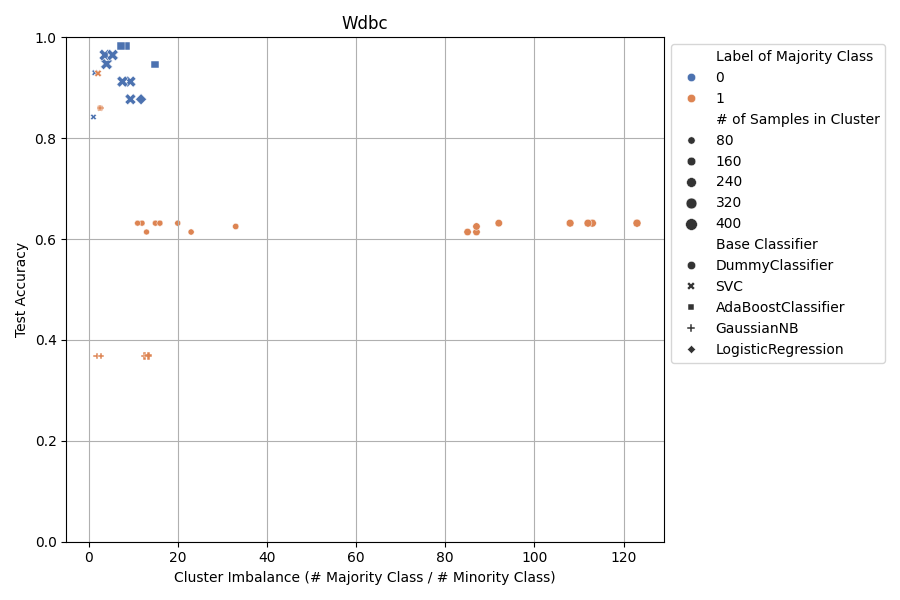 Wdbc
1.0
0.8
0.6
0.4
0.2
0.0
Test Accuracy
0
20
40
60
80
100
120
Cluster Imbalance (# Majority Class / # Minority Class)
Label of Majority Class
0
1
# of Samples in Cluster
80
160
240
320
400
Base Classifier
DummyClassifier
SVC
AdaBoostClassifier
GaussianNB
LogisticRegression